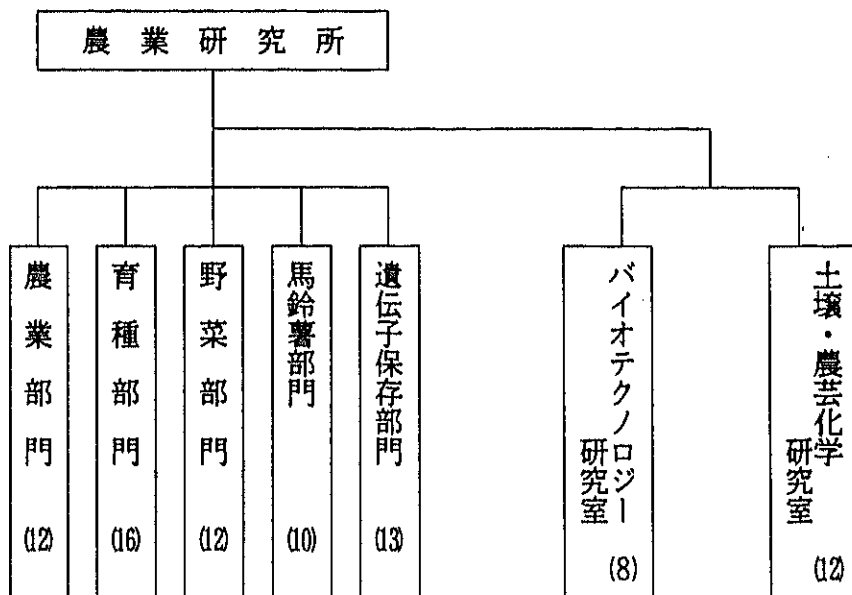 農業研究所
農業部門
(12)
育種部門
(16)
野菜部門
(12)
馬鈴薯部門
(10)
遺伝子保存部門
(13)
バイオテクノロジー
研究室
(8)
土壌・農芸化学
研究室
(12)